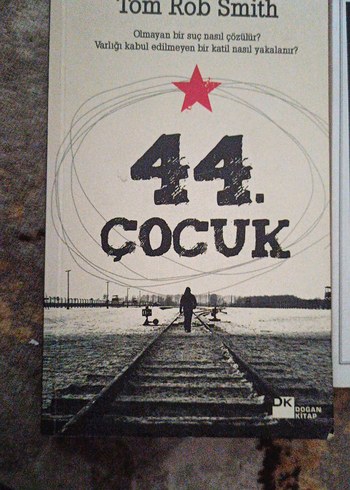 Tom Rob Smith
Olmayan bir suç nasıl çözülür?
Varlığı kabul edilmeyen bir katil nasıl yakalanır?
44.
ÇOCUK
DK
DOĞAN
KİTAP